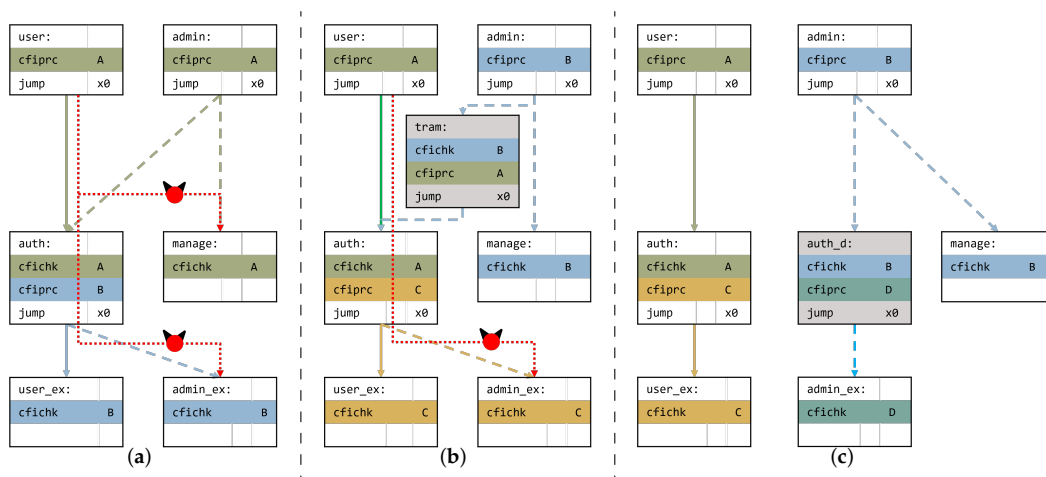 user:
cfiprc A
jump x0
admin:
cfiprc A
jump x0
auth:
cfichk A
cfiprc B
jump x0
manage:
cfichk A
user_ex:
cfichk B
admin_ex:
cfichk B
(a)
user:
cfiprc A
jump x0
admin:
cfiprc B
jump x0
tram:
cfichk B
cfiprc A
jump x0
auth:
cfichk A
cfiprc C
jump x0
manage:
cfichk B
user_ex:
cfichk C
admin_ex:
cfichk C
(b)
user:
cfiprc A
jump x0
admin:
cfiprc B
jump x0
auth:
cfichk A
cfiprc C
jump x0
auth_d:
cfichk B
cfiprc D
jump x0
manage:
cfichk B
user_ex:
cfichk C
admin_ex:
cfichk D
(c)